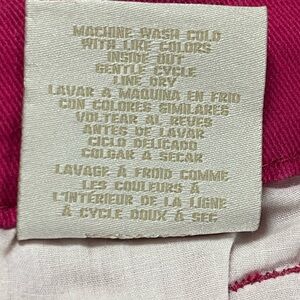 MACHINE WASH COLD
WITH LIKE COLORS
INSIDE OUT
GENTLE CYCLE
LINE DRY
LAVAR A MAQUINA EN FRIO
CON COLORES SIMILARES
VOLTEAR AL REVES
ANTES DE LAVAR
CICLO DELICADO
COLGAR A SECAR
LAVAGE À FROID COMME
LES COULEURS À
L'INTÉRIEUR DE LA LIGNE
À CYCLE DOUX À SEC